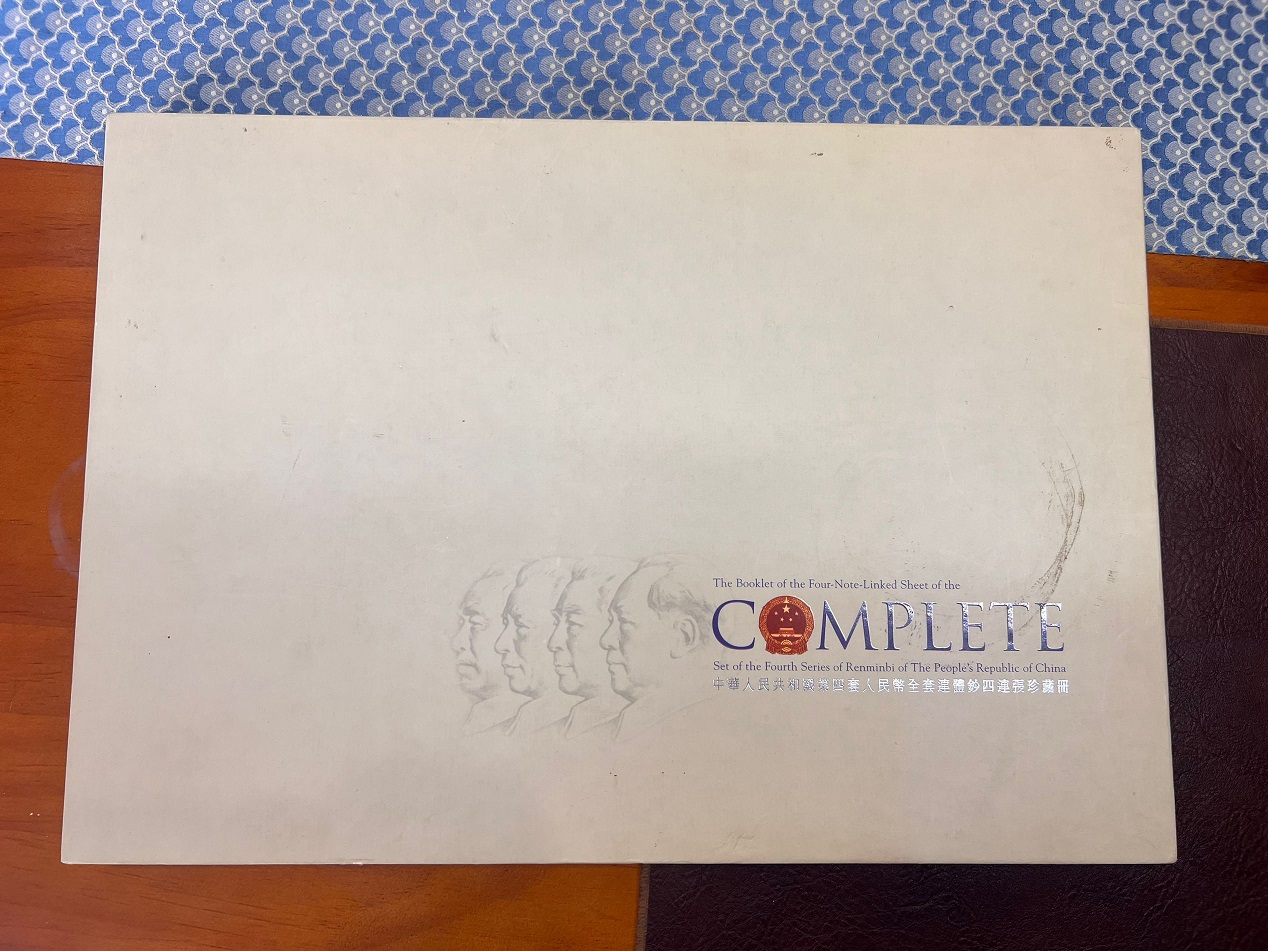 The Booklet of the Four-Note-Linked Sheet of the
COMPLETE
Set of the Fourth Series of Renminbi of The People's Republic of China
中華人民共和國第四套人民幣全套連體鈔四連張珍藏冊